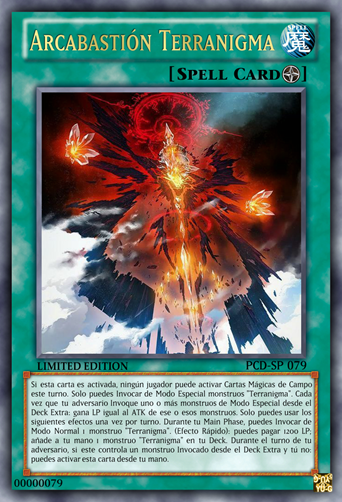 Arcabastión Terranigma
SPELL
魔
[Spell Card]
LIMITED EDITION
PCD-SP 079
Si esta carta es activada, ningún jugador puede activar Cartas Mágicas de Campo
este turno. Solo puedes Invocar de Modo Especial monstruos "Terranigma". Cada
vez que tu adversario Invoque uno o más monstruos de Modo Especial desde el
Deck Extra: gana LP igual al ATK de ese o esos monstruos. Solo puedes usar los
siguientes efectos una vez por turno. Durante tu Main Phase, puedes Invocar de
Modo Normal 1 monstruo "Terranigma". (Efecto Rápido): puedes pagar 1200 LP;
añade a tu mano 1 monstruo "Terranigma" en tu Deck. Durante el turno de tu
adversario, si este controla un monstruo Invocado desde el Deck Extra y tu no:
puedes activar esta carta desde tu mano.
00000079